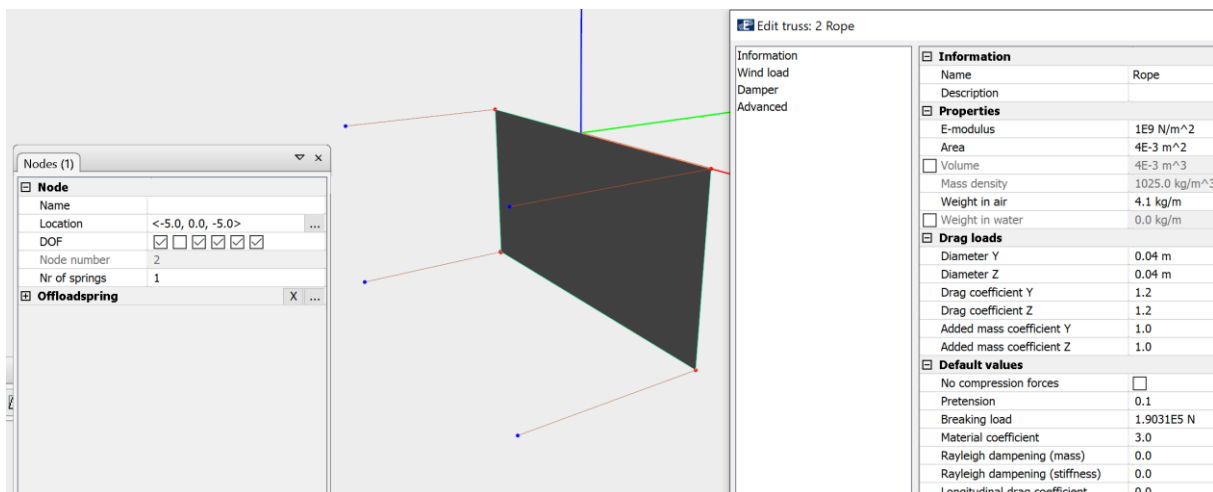 Edit truss: 2 Rope
Information
Wind load
Damper
Advanced
Information
Name Rope
Description
Properties
E-modulus 1E9 N/m^2
Area 4E-3 m^2
Volume 4E-3 m^3
Mass density 1025.0 kg/m^3
Weight in air 4.1 kg/m
Weight in water 0.0 kg/m
Drag loads
Diameter Y 0.04 m
Diameter Z 0.04 m
Drag coefficient Y 1.2
Drag coefficient Z 1.2
Added mass coefficient Y 1.0
Added mass coefficient Z 1.0
Default values
No compression forces
Pretension 0.1
Breaking load 1.9031E5 N
Material coefficient 3.0
Rayleigh dampening (mass) 0.0
Rayleigh dampening (stiffness) 0.0
Longitudinal drag coefficient 0.0
Nodes (1)
Node
Name
Location <-5.0, 0.0, -5.0> ...
DOF
Node number 2
Nr of springs 1
Offloadspring X ...